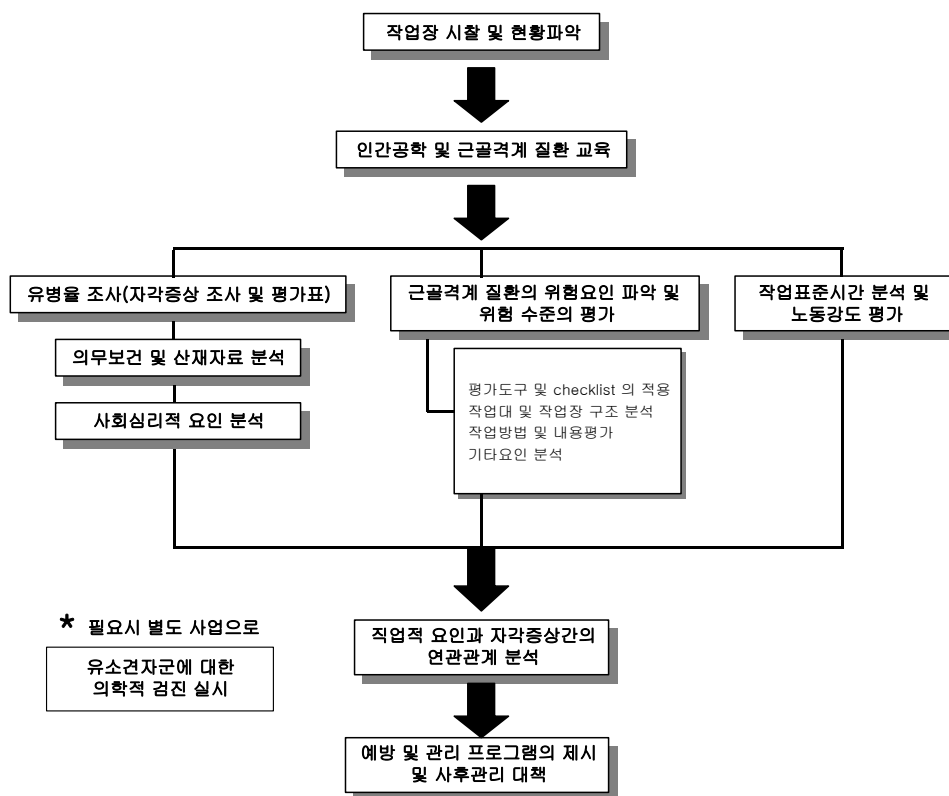 작업장 시찰 및 현황파악
인간공학 및 근골격계 질환 교육
유병율 조사(자각증상 조사 및 평가표)
의무보건 및 산재자료 분석
사회심리적 요인 분석
근골격계 질환의 위험요인 파악 및
위험 수준의 평가
평가도구 및 checklist 의 적용
작업대 및 작업장 구조 분석
작업방법 및 내용평가
기타요인 분석
작업표준시간 분석 및
노동강도 평가
직업적 요인과 자각증상간의
연관관계 분석
* 필요시 별도 사업으로
유소견자군에 대한
의학적 검진 실시
예방 및 관리 프로그램의 제시
및 사후관리 대책